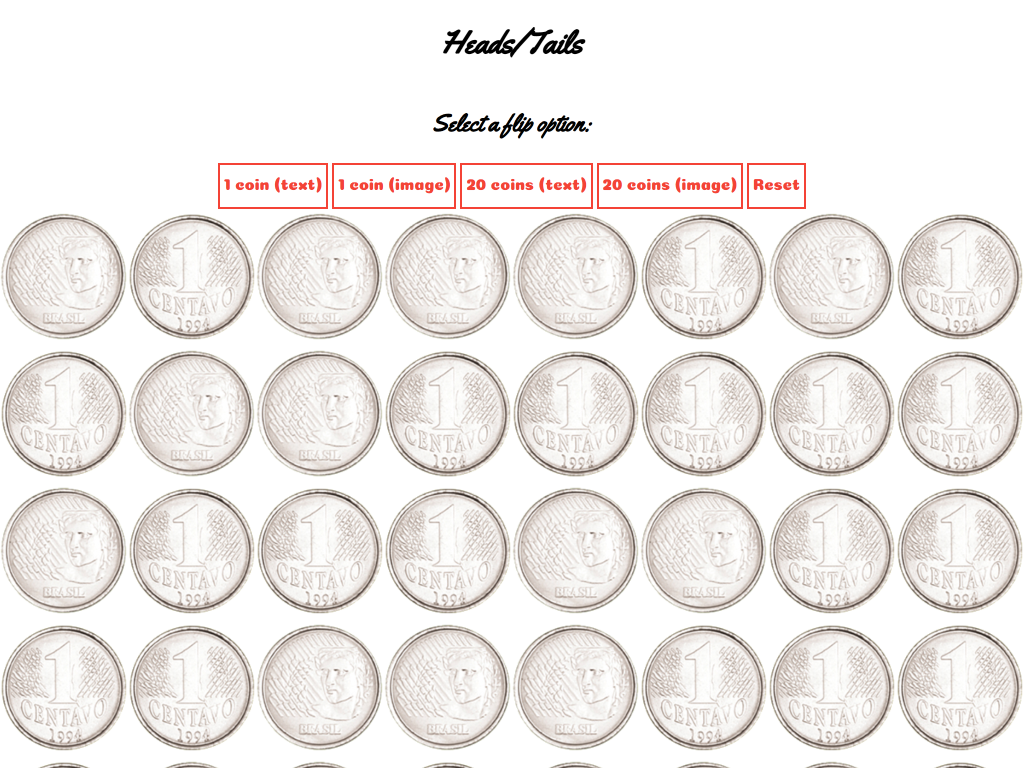 Heads/Tails
Select a flip option:
1 coin (text) 1 coin (image) 20 coins (text) 20 coins (image) Reset
BRASIL 1 CENTAVO 1994 BRASIL BRASIL BRASIL 1 CENTAVO 1994 BRASIL 1 CENTAVO 1994
1 CENTAVO 1994 BRASIL BRASIL 1 CENTAVO 1994 1 CENTAVO 1994 1 CENTAVO 1994 1 CENTAVO 1994 1 CENTAVO 1994
BRASIL 1 CENTAVO 1994 1 CENTAVO 1994 1 CENTAVO 1994 BRASIL BRASIL 1 CENTAVO 1994 1 CENTAVO 1994
1 CENTAVO 1994 1 CENTAVO 1994 BRASIL BRASIL BRASIL 1 CENTAVO 1994 1 CENTAVO 1994 1 CENTAVO 1994